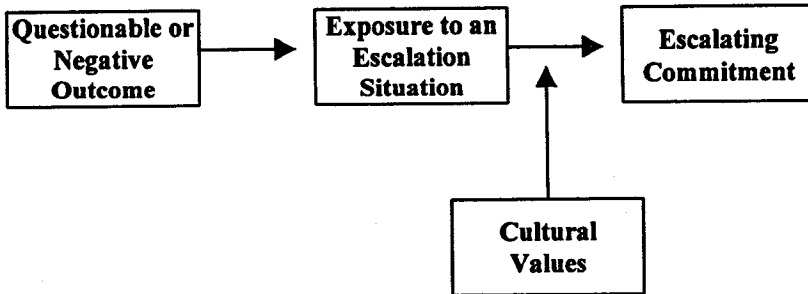 Questionable or
Negative
Outcome
Exposure to an
Escalation
Situation
Escalating
Commitment
Cultural
Values